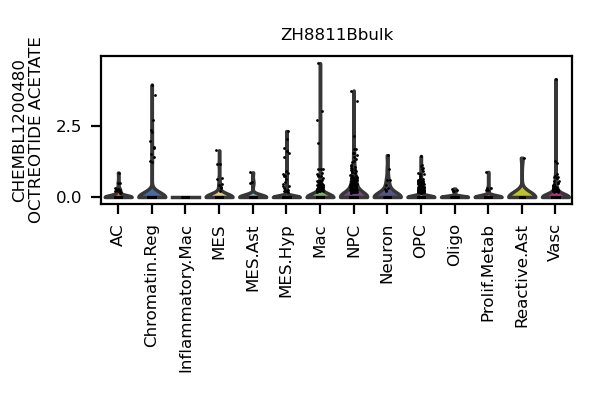 ZH8811Bbulk
CHEMBL1200480
OCTREOTIDE ACETATE
2.5
0.0
AC
Chromatin.Reg
Inflammatory.Mac
MES
MES.Ast
MES.Hyp
Mac
NPC
Neuron
OPC
Oligo
Prolif.Metab
Reactive.Ast
Vasc